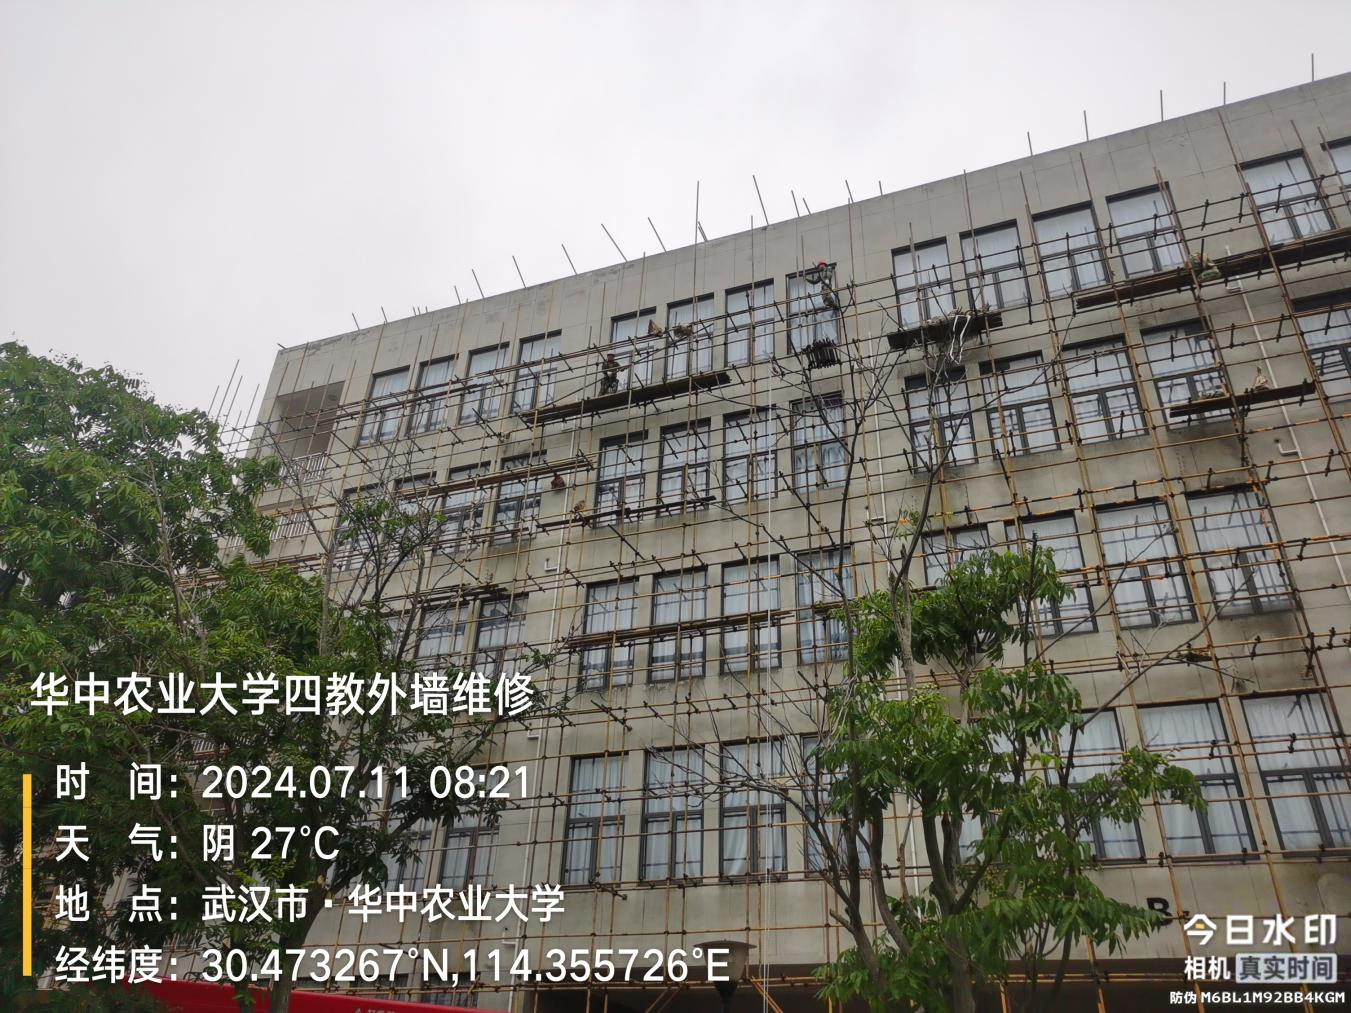 华中农业大学四教外墙维修
时 间：2024.07.11 08:21
天 气：阴 27℃
地 点：武汉市·华中农业大学
经纬度：30.473267°N,114.355726°E
B
今日水印
相机 真实时间
防伪 M6BL1M92BB4KGM